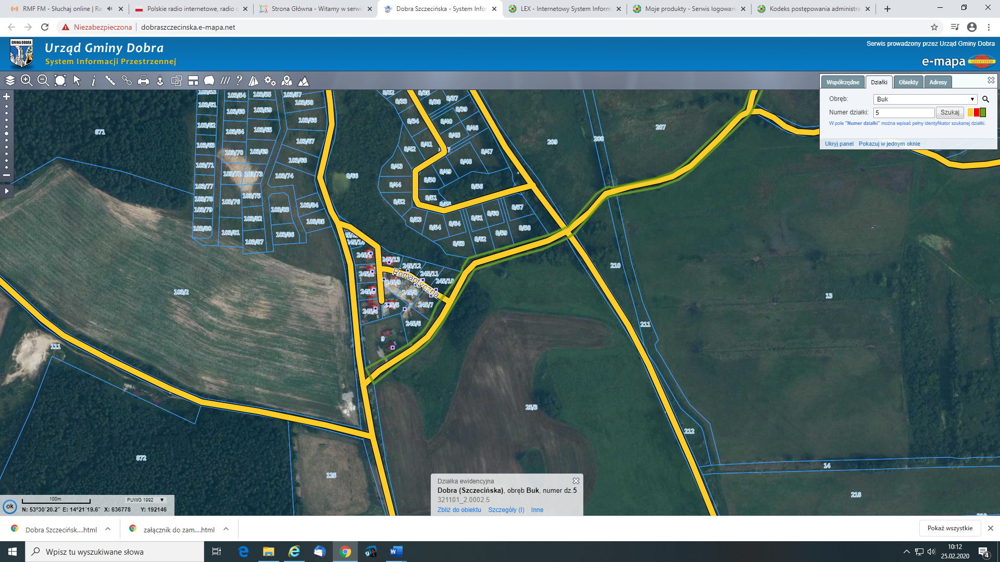 RMF FM - Słuchaj online | Ra
Polskie radio internetowe, radio o
Strona Główna - Witamy w serwis
Dobra Szczecińska - System Infor
LEX - Internetowy System Inform
Moje produkty - Serwis logowani
Kodeks postępowania administra
Niezabezpieczona
dobraszczecinska.e-mapa.net
GMINA DOBRA
Urząd Gminy Dobra
System Informacji Przestrzennej
Serwis prowadzony przez Urząd Gminy Dobra
e-mapa
GEO-SYSTEM
Współrzędne
Działki
Obiekty
Adresy
Obręb:
Buk
Numer działki:
5
Szukaj
W pole "Numer działki" można wpisać pełny identyfikator szukanej działki.
Ukryj panel
Pokazuj w jednym oknie
103/53
103/54
103/55
103/57
103/58
103/61
103/60
103/59
103/66
103/62
103/64
103/65
103/67
103/63
103/70
103/69
103/68
103/71
103/72
103/73
103/74
103/77
103/75
103/78
103/76
103/79
103/83
103/84
103/82
103/85
103/80
103/81
103/86
103/87
871
8/66
8/32
8/35
8/33
8/38
8/37
8/39
8/34
8/40
8/46
8/45
8/41
8/42
8/47
8/48
8/43
8/49
8/50
8/44
8/56
8/51
8/52
8/55
8/57
8/60
8/61
8/53
8/64
8/54
8/58
8/59
8/62
8/63
207
208
209
210
211
212
13
14
218
219
245/14
245/1
245/13
245/12
245/2
245/11
245/9
245/10
245/3
245/8
245/5
245/7
245/4
245/6
Romantyczna
9
103/2
111
25/3
872
125
Działka ewidencyjna
Dobra (Szczecińska), obręb Buk, numer dz.5
321101_2.0002.5
Zbliż do obiektu
Szczegóły (I)
Inne
100m
PUWG 1992
ok
N: 53°30´20.2˝ E: 14°21´19.6˝ X: 636778 Y: 192146
Dobra Szczecińsk....html
załącznik do zam....html
Pokaż wszystkie
Wpisz tu wyszukiwane słowa
10:12
25.02.2020
4